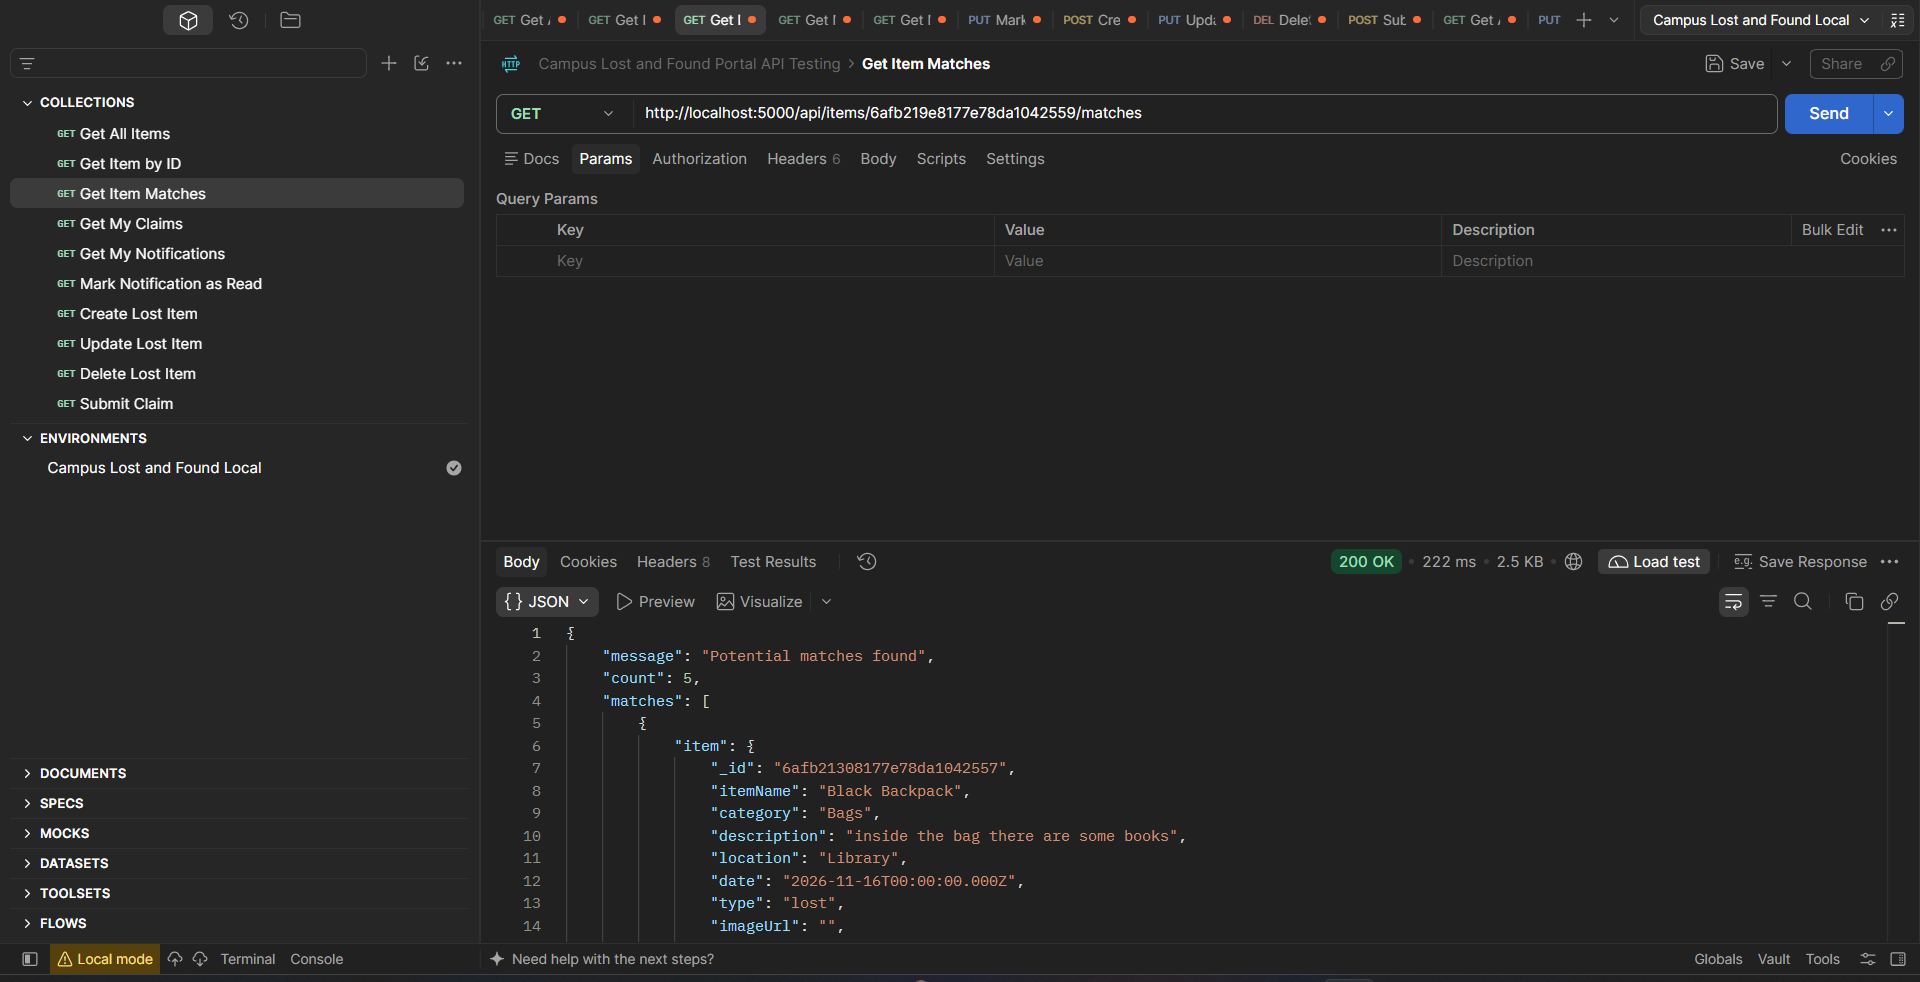 GET Get GET Get GET Get GET Get GET Get PUT Mark POST Cre PUT Upda DEL Delet POST Sub GET Get PUT Campus Lost and Found Local
HTTP Campus Lost and Found Portal API Testing > Get Item Matches Save Share
COLLECTIONS
GET Get All Items
GET Get Item by ID
GET Get Item Matches
GET Get My Claims
GET Get My Notifications
GET Mark Notification as Read
GET Create Lost Item
GET Update Lost Item
GET Delete Lost Item
GET Submit Claim
ENVIRONMENTS
Campus Lost and Found Local
DOCUMENTS
SPECS
MOCKS
DATASETS
TOOLSETS
FLOWS
GET http://localhost:5000/api/items/6afb219e8177e78da1042559/matches Send
Docs Params Authorization Headers 6 Body Scripts Settings Cookies
Query Params
Key Value Description Bulk Edit
Key Value Description
Body Cookies Headers 8 Test Results 200 OK • 222 ms • 2.5 KB Load test e.g. Save Response
{} JSON Preview Visualize
1 {
2 "message": "Potential matches found",
3 "count": 5,
4 "matches": [
5 {
6 "item": {
7 "_id": "6afb21308177e78da1042557",
8 "itemName": "Black Backpack",
9 "category": "Bags",
10 "description": "inside the bag there are some books",
11 "location": "Library",
12 "date": "2026-11-16T00:00:00.000Z",
13 "type": "lost",
14 "imageUrl": "",
Local mode Terminal Console Need help with the next steps? Globals Vault Tools